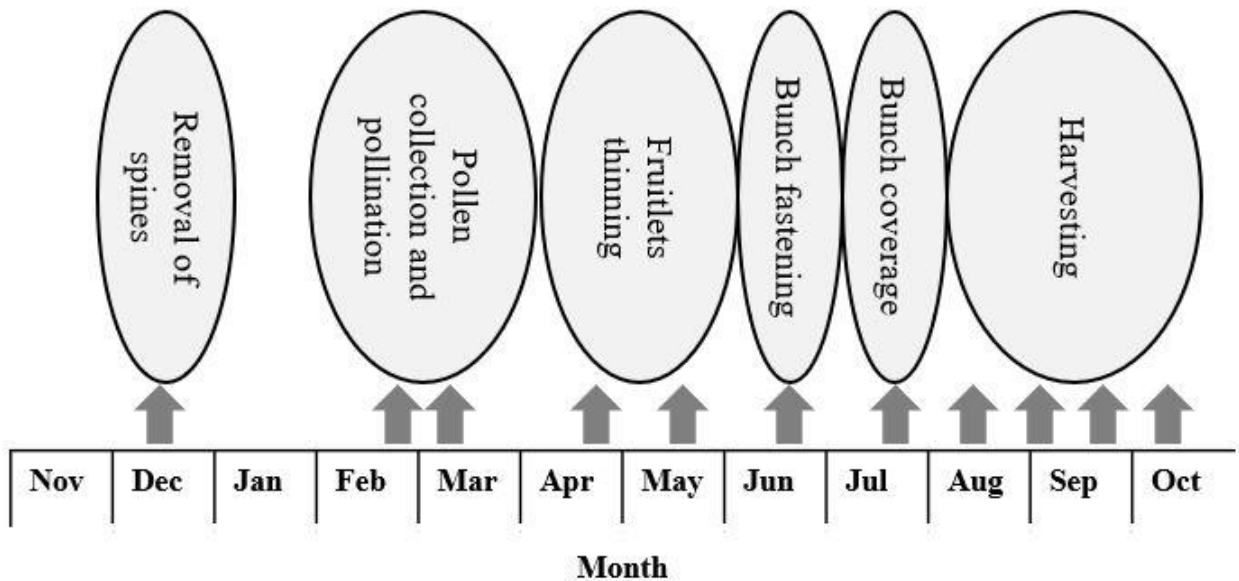 Removal of
spines
Pollen
collection and
pollination
Fruitlets
thinning
Bunch fastening
Bunch coverage
Harvesting
Nov Dec Jan Feb Mar Apr May Jun Jul Aug Sep Oct
Month